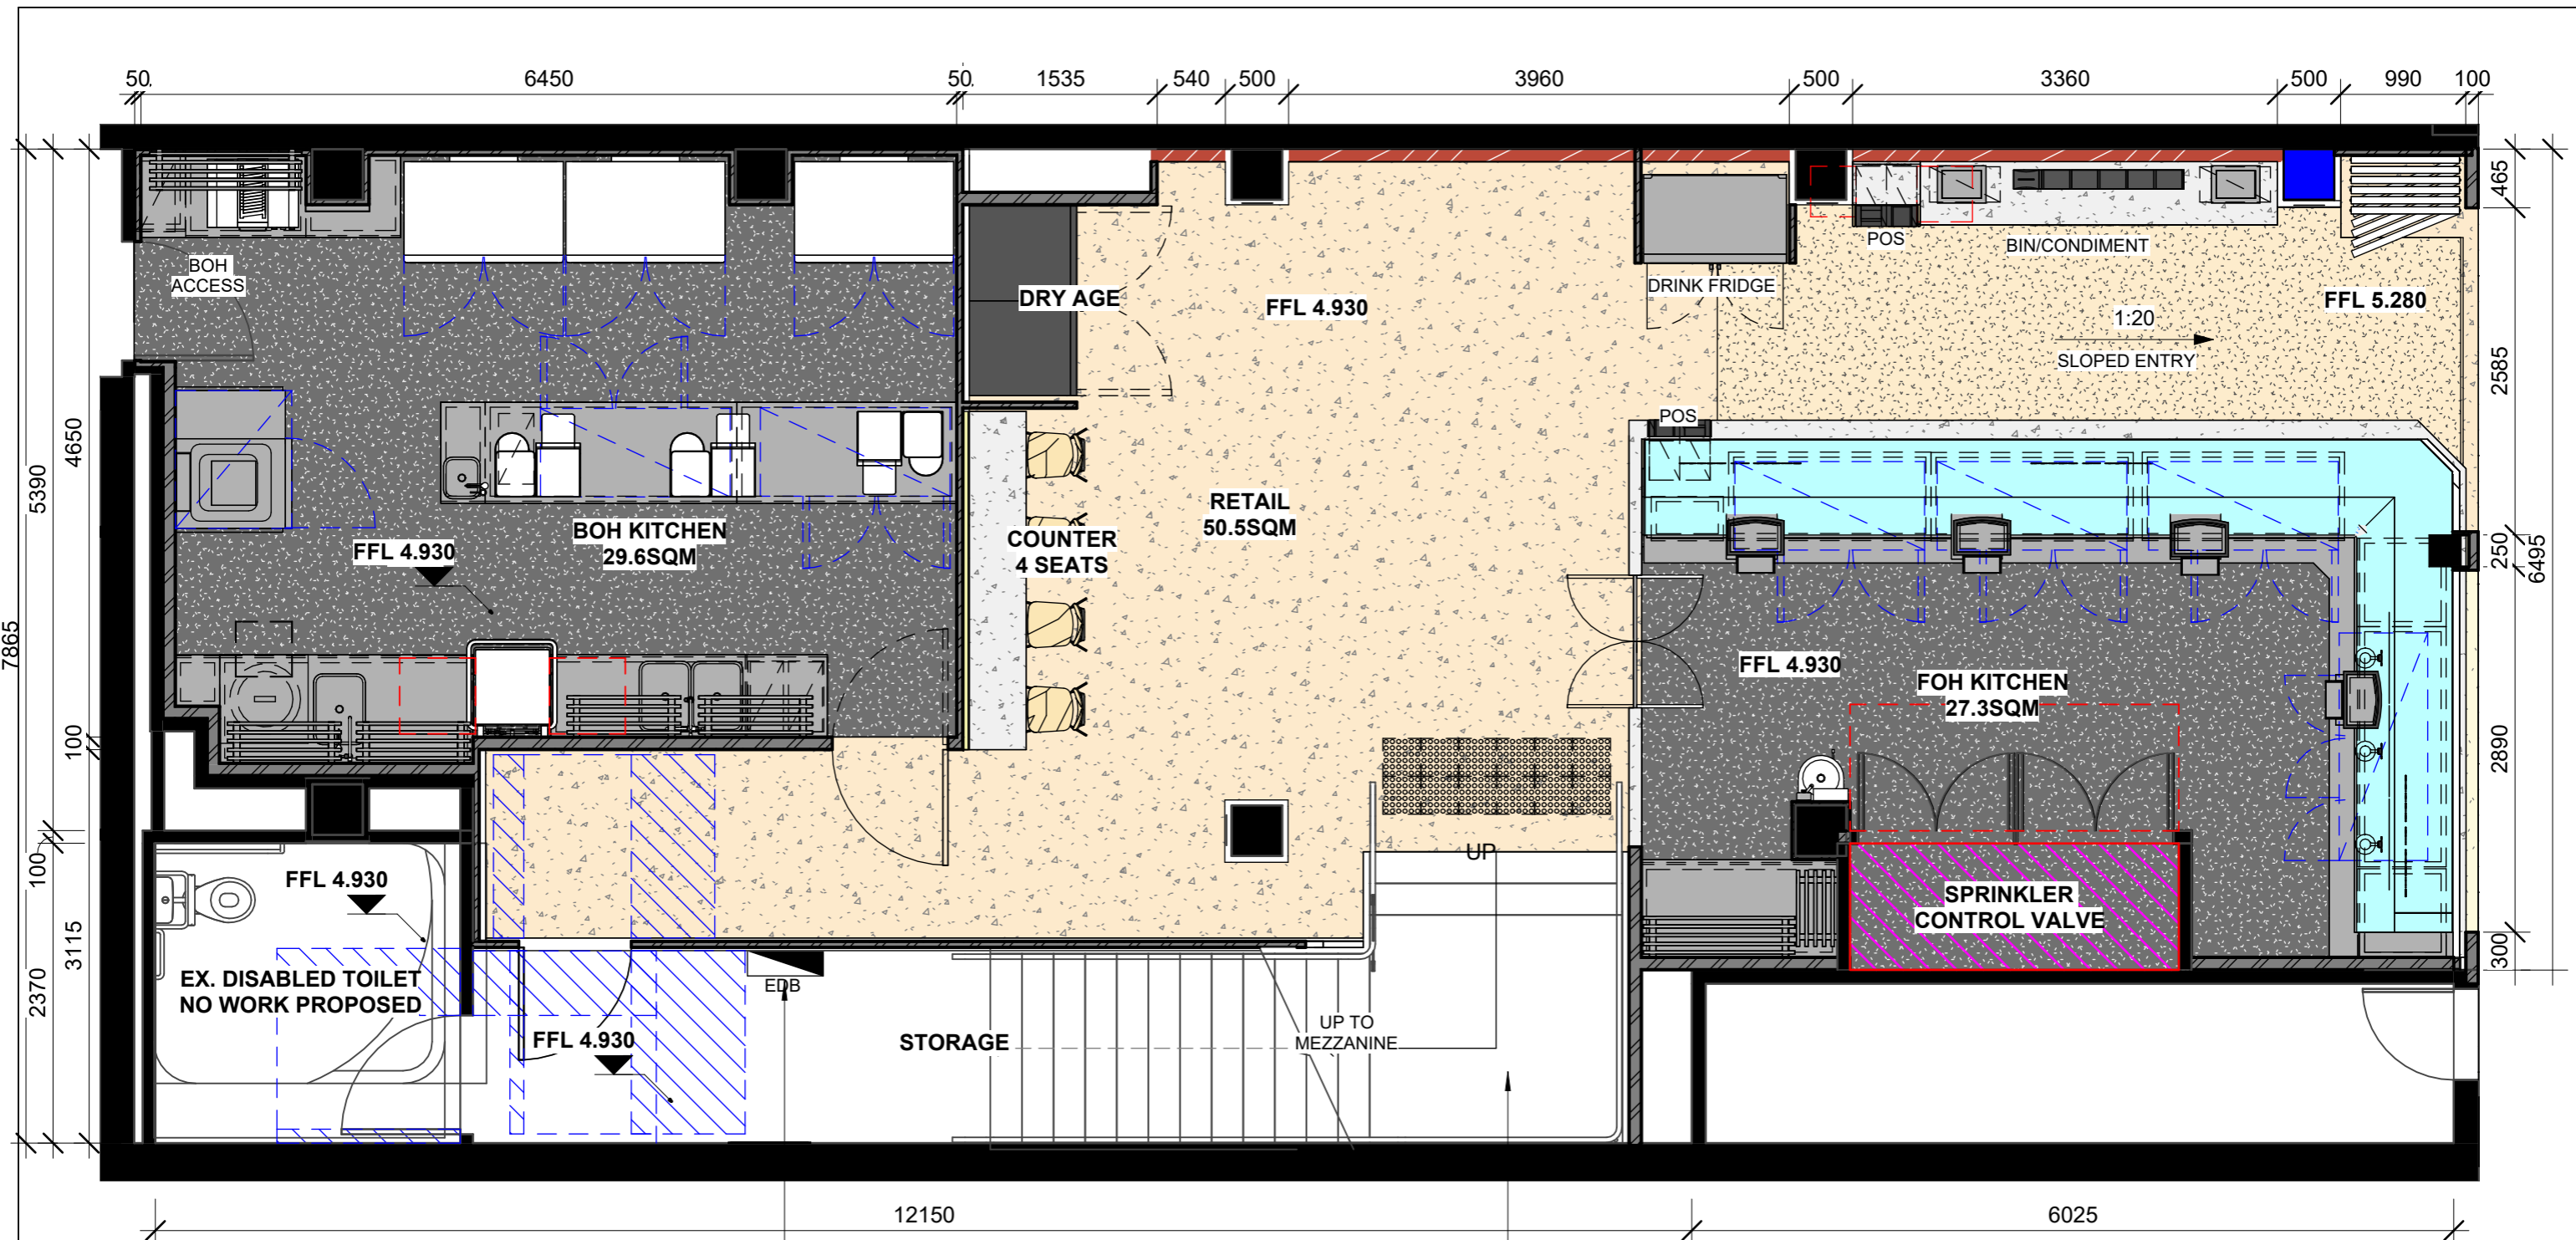 50.
6450
50.
1535
540
500
3960
500
3360
500
990
100
BOH
ACCESS
DRY AGE
FFL 4.930
DRINK FRIDGE
POS
BIN/CONDIMENT
FFL 5.280
1:20
SLOPED ENTRY
465
2585
250
6495
2890
300
7865
5390
4650
100
100
3115
2370
POS
RETAIL
50.5SQM
BOH KITCHEN
29.6SQM
FFL 4.930
COUNTER
4 SEATS
FFL 4.930
FOH KITCHEN
27.3SQM
UP
SPRINKLER
CONTROL VALVE
FFL 4.930
EX. DISABLED TOILET
NO WORK PROPOSED
EDB
FFL 4.930
STORAGE
UP TO
MEZZANINE
12150
6025